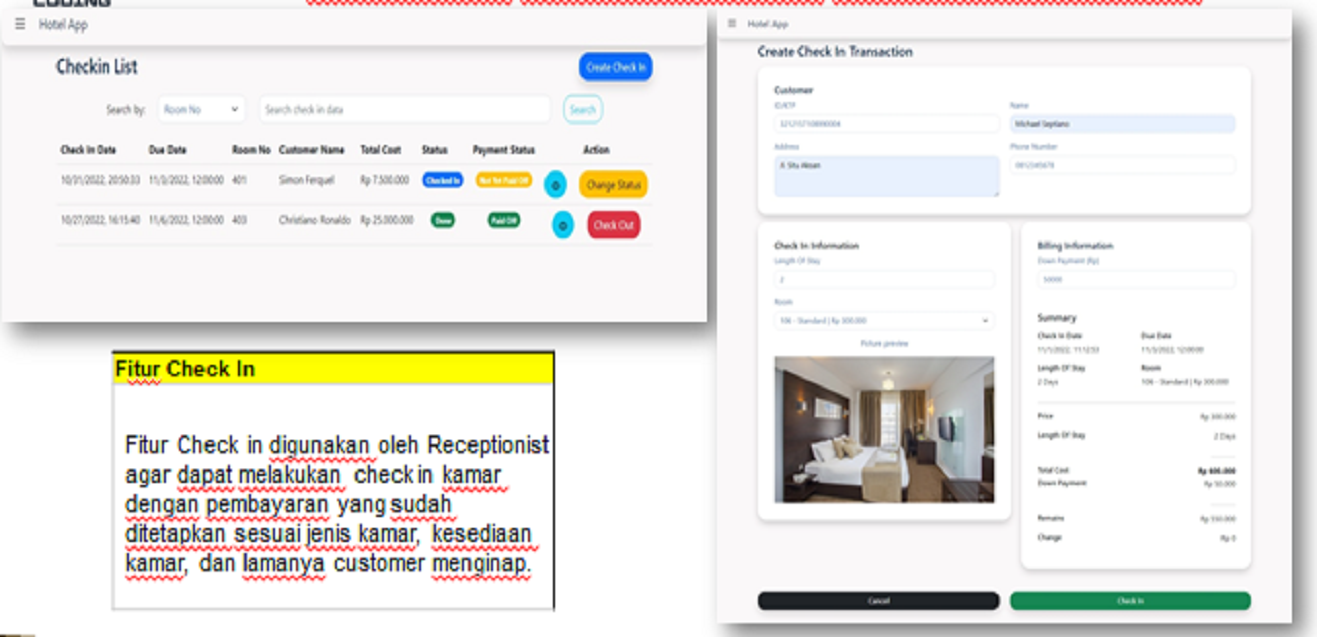 CODING
Hotel App
Checkin List
Create Check In
Search by:
Room No
Search check in data
Search
Check In Date Due Date Room No Customer Name Total Cost Status Payment Status Action
10/31/2022, 20:50:33 11/3/2022, 12:00:00 401 Simon Ferquel Rp 7.500.000 Checked In Not Yet Paid Off Change Status
10/27/2022, 16:15:40 11/6/2022, 12:00:00 403 Christiano Ronaldo Rp 25.000.000 Done Paid Off Check Out
Fitur Check In
Fitur Check in digunakan oleh Receptionist
agar dapat melakukan checkin kamar
dengan pembayaran yang sudah
ditetapkan sesuai jenis kamar, kesediaan
kamar, dan lamanya customer menginap.
Hotel App
Create Check In Transaction
Customer
ID/KTP
Name
Michael Septiano
Address
Phone Number
Jl. Situ Aksan
Check In Information
Length Of Stay
2
Room
106 - Standard | Rp 300.000
Picture preview
Billing Information
Down Payment (Rp)
50000
Summary
Check In Date Due Date
11/1/2022, 11:12:53 11/3/2022, 12:00:00
Length Of Stay Room
2 Days 106 - Standard | Rp 300.000
Price Rp 300.000
Length Of Stay 2 Days
Total Cost Rp 600.000
Down Payment Rp 50.000
Remains Rp 550.000
Change Rp 0
Cancel
Check In